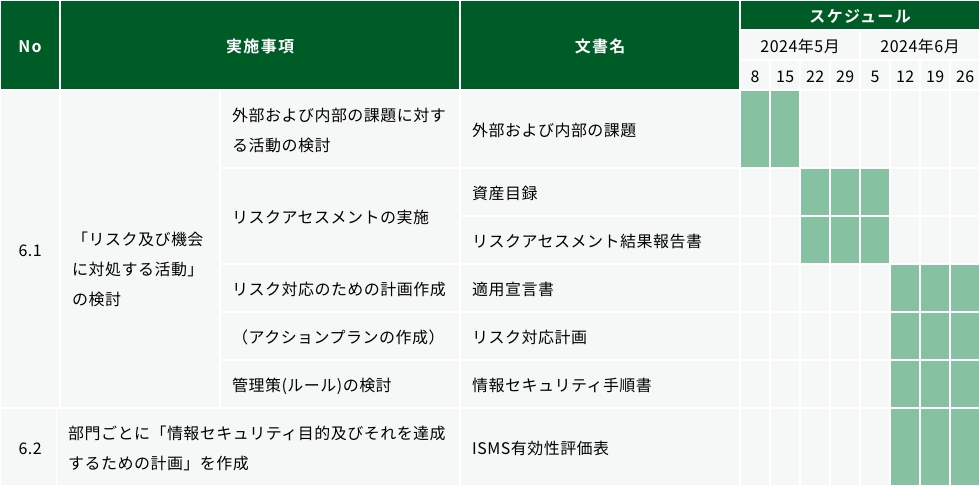 No
実施事項
文書名
スケジュール
2024年5月
2024年6月
8 15 22 29 5 12 19 26
6.1
「リスク及び機会
に対処する活動」
の検討
外部および内部の課題に対す
る活動の検討
外部および内部の課題
リスクアセスメントの実施
資産目録
リスクアセスメント結果報告書
リスク対応のための計画作成
適用宣言書
（アクションプランの作成）
リスク対応計画
管理策(ルール)の検討
情報セキュリティ手順書
6.2
部門ごとに「情報セキュリティ目的及びそれを達成
するための計画」を作成
ISMS有効性評価表